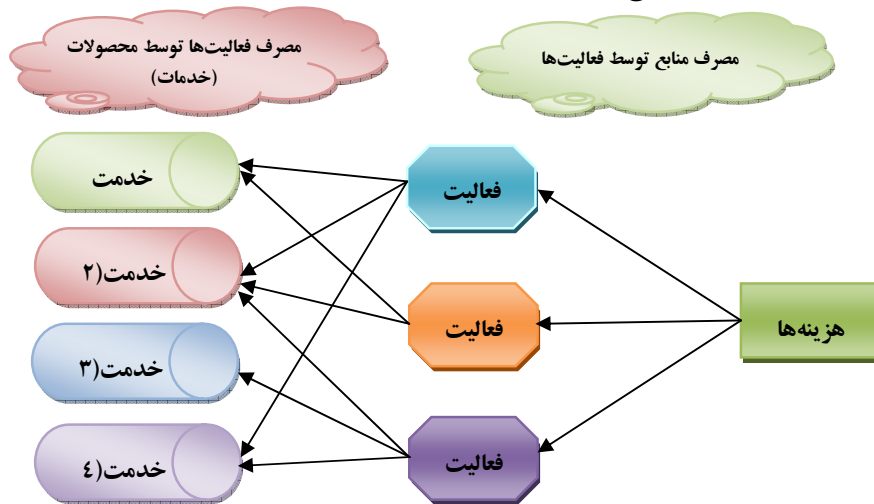 مصرف منابع توسط فعالیت‌ها
مصرف فعالیت‌ها توسط محصولات
(خدمات)
هزینه‌ها
فعالیت
فعالیت
فعالیت
خدمت
خدمت(۲
خدمت(۳
خدمت(٤